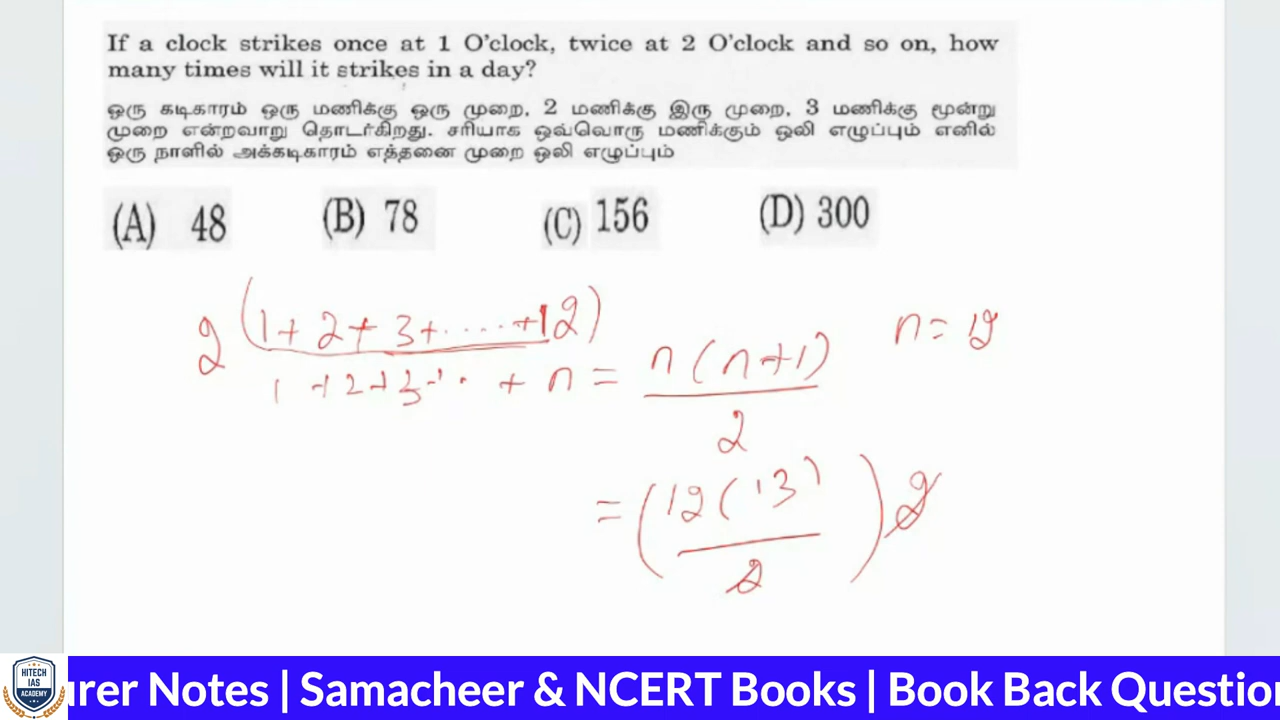 If a clock strikes once at 1 O'clock, twice at 2 O'clock and so on, how
many times will it strikes in a day?
ஒரு கடிகாரம் ஒரு மணிக்கு ஒரு முறை, 2 மணிக்கு இரு முறை, 3 மணிக்கு மூன்று
முறை என்றவாறு தொடர்கிறது. சரியாக ஒவ்வொரு மணிக்கும் ஒலி எழுப்பும் எனில்
ஒரு நாளில் அக்கடிகாரம் எத்தனை முறை ஒலி எழுப்பும்
(A) 48 (B) 78 (C) 156 (D) 300
2 (1 + 2 + 3 + ..... + 12)
n = 12
1 + 2 + 3 + .. + n = n (n + 1)
2
= (12 (13) ) 2
2
HITECH
IAS
ACADEMY
urer Notes | Samacheer & NCERT Books | Book Back Question